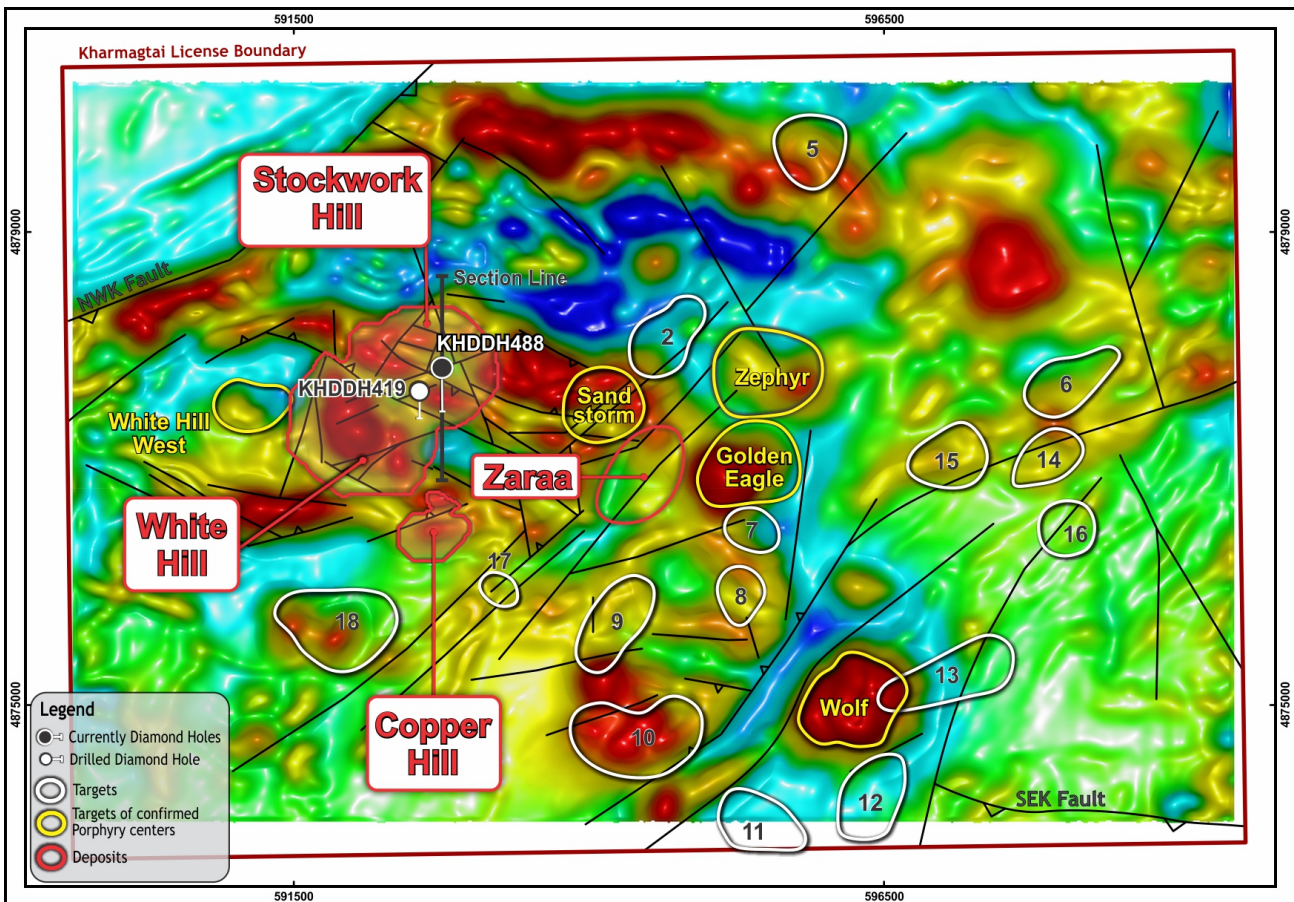 591500
596500
Kharmagtai License Boundary
5
Stockwork
Hill
4879000
4879000
NWK Fault
Section Line
2
KHDDH488
Zephyr
6
KHDDH419
Sand
storm
White Hill
West
Golden
Eagle
15
14
Zaraa
White
Hill
7
16
17
8
9
18
13
Wolf
4875000
4875000
Copper
Hill
10
12
11
SEK Fault
Legend
Currently Diamond Holes
Drilled Diamond Hole
Targets
Targets of confirmed
Porphyry centers
Deposits
591500
596500